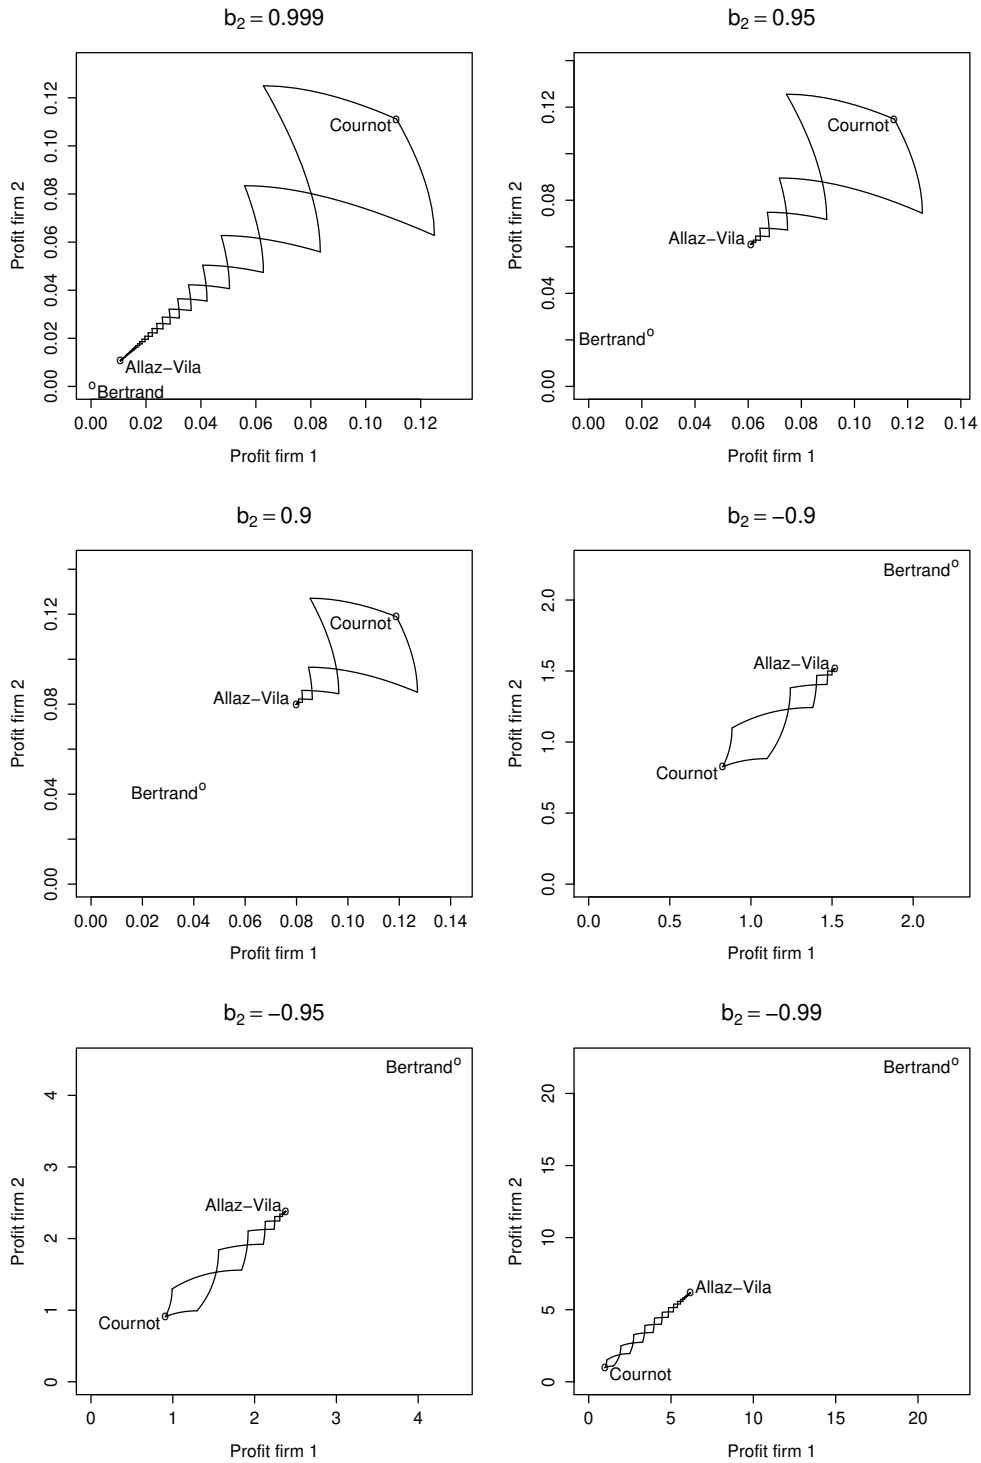 b₂ = 0.999
0.12
0.10
0.08
0.06
0.04
0.02
0.00
Profit firm 2
Cournot
Allaz−Vila
Bertrand
0.00 0.02 0.04 0.06 0.08 0.10 0.12
Profit firm 1
b₂ = 0.95
0.12
0.08
0.04
0.00
Profit firm 2
Cournot
Allaz−Vila
Bertrand
0.00 0.02 0.04 0.06 0.08 0.10 0.12 0.14
Profit firm 1
b₂ = 0.9
0.12
0.08
0.04
0.00
Profit firm 2
Cournot
Allaz−Vila
Bertrand
0.00 0.02 0.04 0.06 0.08 0.10 0.12 0.14
Profit firm 1
b₂ = −0.9
2.0
1.5
1.0
0.5
0.0
Profit firm 2
Bertrand
Allaz−Vila
Cournot
0.0 0.5 1.0 1.5 2.0
Profit firm 1
b₂ = −0.95
4
3
2
1
0
Profit firm 2
Bertrand
Allaz−Vila
Cournot
0 1 2 3 4
Profit firm 1
b₂ = −0.99
20
15
10
5
0
Profit firm 2
Bertrand
Allaz−Vila
Cournot
0 5 10 15 20
Profit firm 1